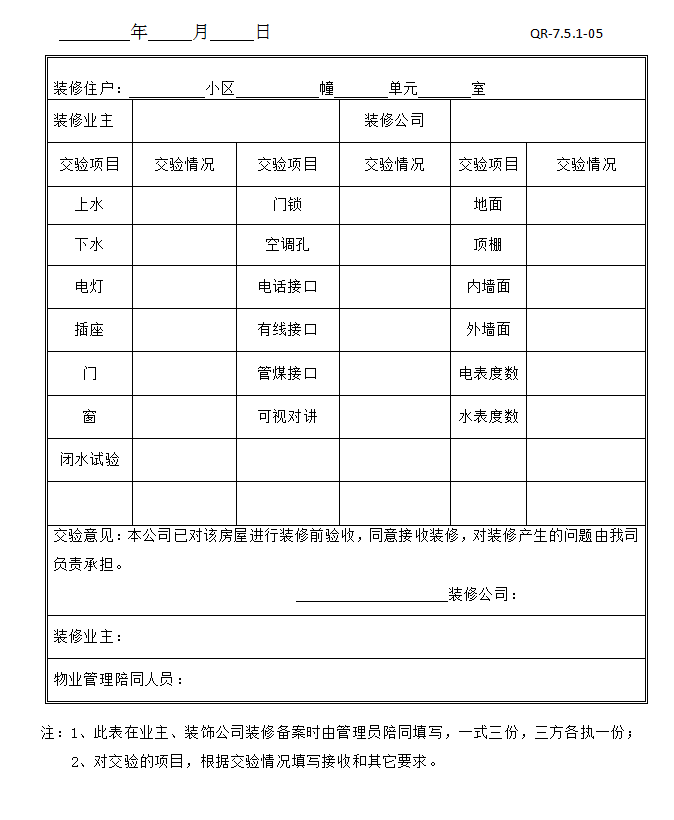 ________年_____月_____日 QR-7.5.1-05
装修住户：__________小区___________幢_______单元_______室
装修业主 装修公司
交验项目 交验情况 交验项目 交验情况 交验项目 交验情况
上水 门锁 地面
下水 空调孔 顶棚
电灯 电话接口 内墙面
插座 有线接口 外墙面
门 管煤接口 电表度数
窗 可视对讲 水表度数
闭水试验
交验意见：本公司已对该房屋进行装修前验收，同意接收装修，对装修产生的问题由我司
负责承担。
____________________装修公司：
装修业主：
物业管理陪同人员：
注：1、此表在业主、装饰公司装修备案时由管理员陪同填写，一式三份，三方各执一份；
2、对交验的项目，根据交验情况填写接收和其它要求。